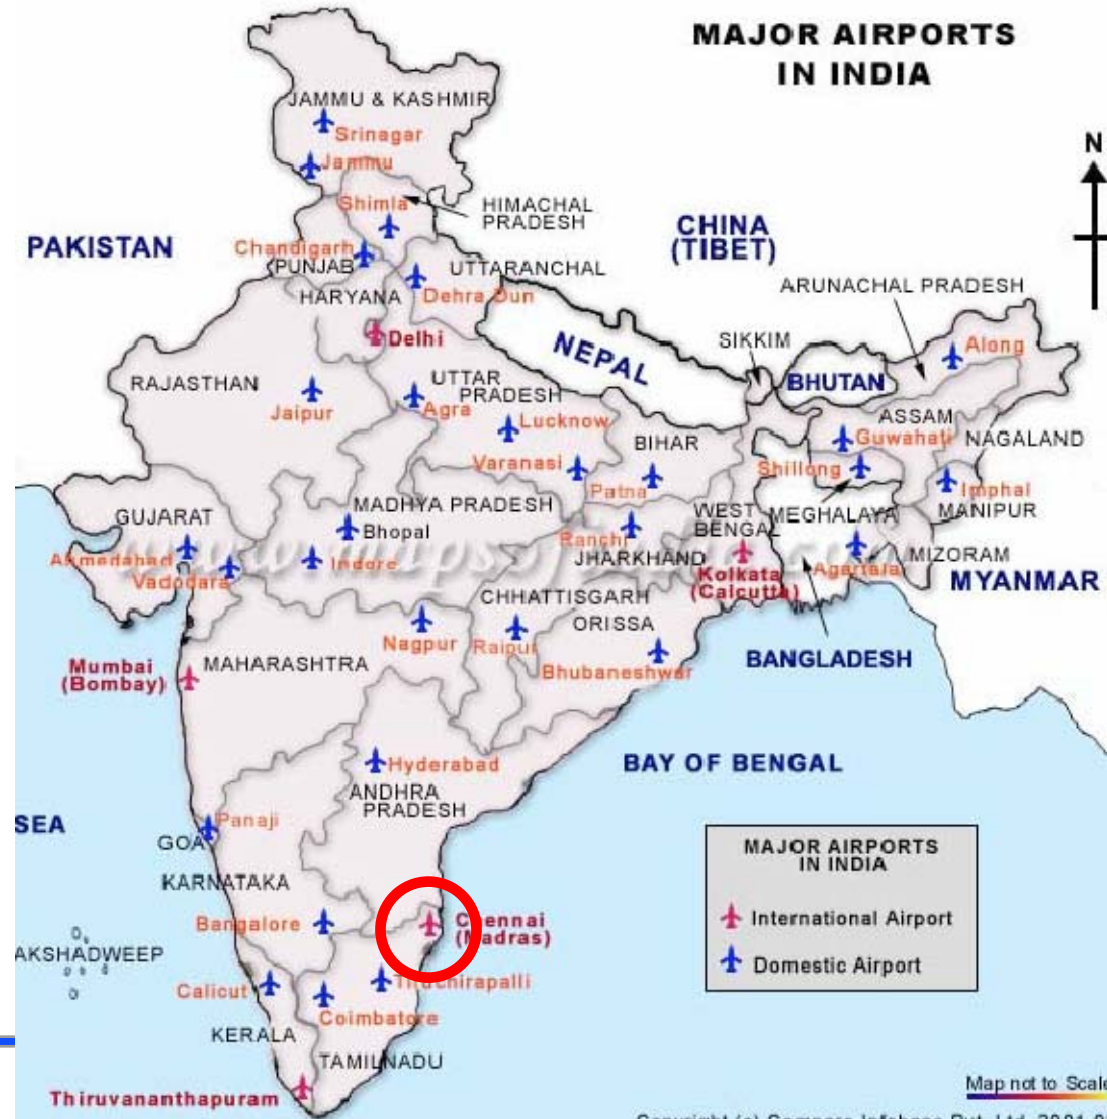 MAJOR AIRPORTS
IN INDIA
JAMMU & KASHMIR
Srinagar
Jammu
N
Shimla
HIMACHAL
PRADESH
CHINA
(TIBET)
PAKISTAN
Chandigarh
PUNJAB
UTTARANCHAL
ARUNACHAL PRADESH
HARYANA
Dehra Dun
Delhi
NEPAL
SIKKIM
Along
RAJASTHAN
UTTAR
PRADESH
BHUTAN
Jaipur
Agra
Lucknow
ASSAM
BIHAR
Guwahati
NAGALAND
Varanasi
Shillong
Patna
Imphal
MADHYA PRADESH
GUJARAT
Bhopal
WEST
BENGAL
MEGHALAYA
MANIPUR
Ranchi
Ahmedabad
Indore
JHARKHAND
MIZORAM
Vadodara
Kolkata
(Calcutta)
Agartala
MYANMAR
CHHATTISGARH
ORISSA
Nagpur
Raipur
Mumbai
(Bombay)
MAHARASHTRA
Bhubaneshwar
BANGLADESH
Hyderabad
BAY OF BENGAL
ANDHRA
PRADESH
SEA
Panaji
GOA
KARNATAKA
MAJOR AIRPORTS
IN INDIA
International Airport
Domestic Airport
Bangalore
Chennai
(Madras)
AKSHADWEEP
Calicut
Tiruchirapalli
Coimbatore
KERALA
TAMILNADU
Thiruvananthapuram
Map not to Scale